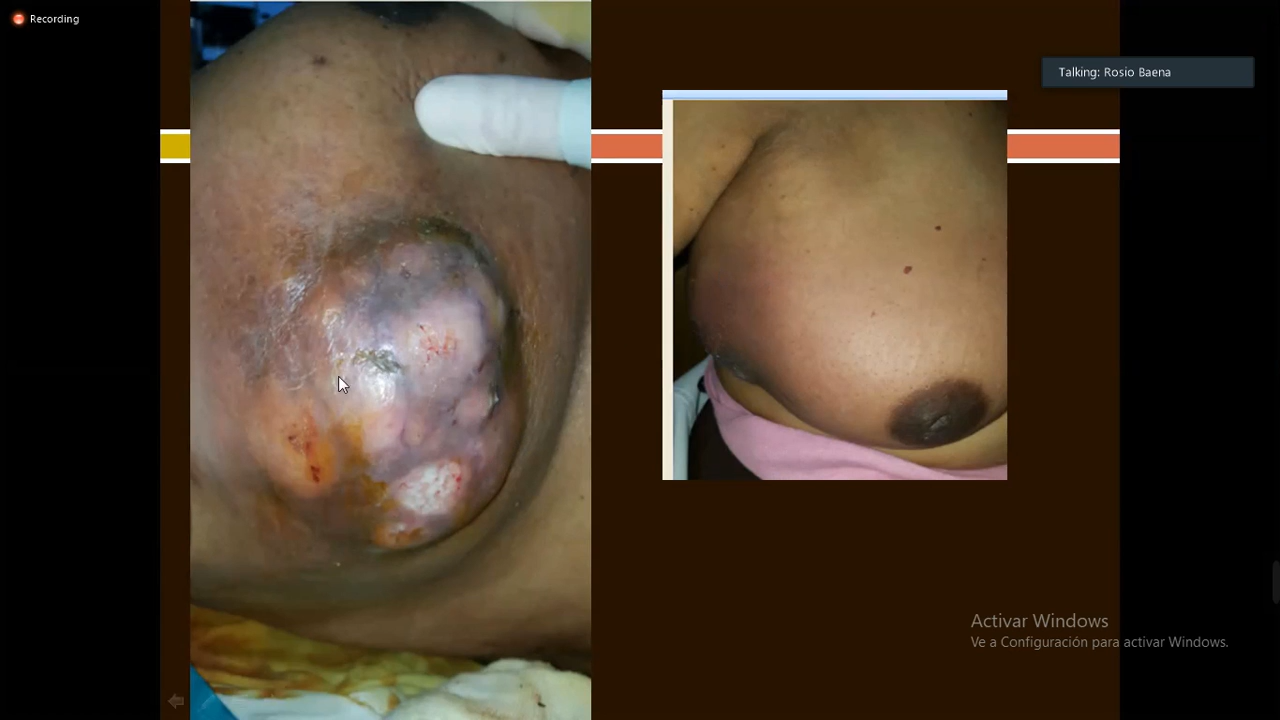 Recording
Talking: Rosio Baena
Activar Windows
Ve a Configuración para activar Windows.